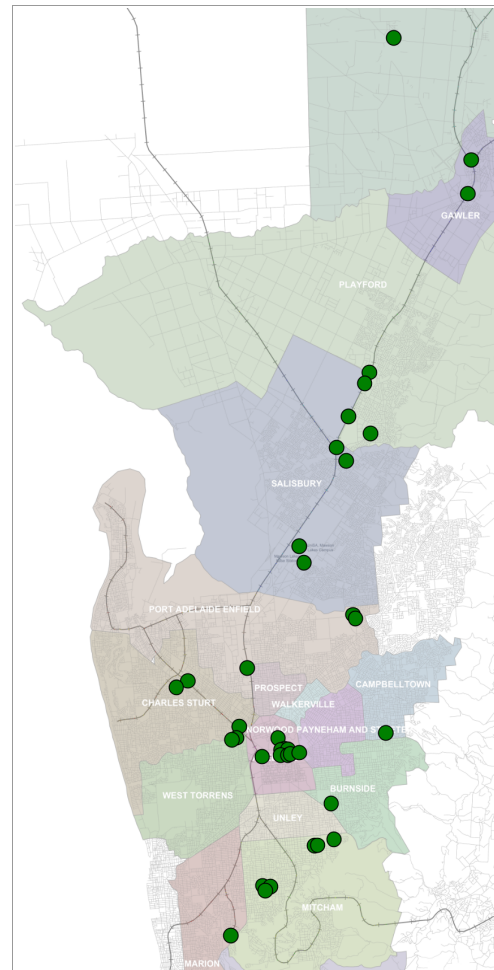 GAWLER
PLAYFORD
SALISBURY
PORT ADELAIDE ENFIELD
PROSPECT
CAMPBELLTOWN
CHARLES STURT
WALKERVILLE
NORWOOD PAYNEHAM AND ST
WEST TORRENS
BURNSIDE
UNLEY
MITCHAM
MARION